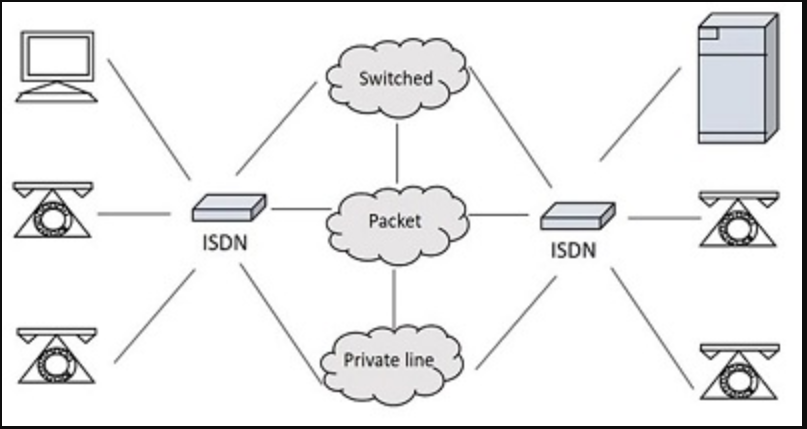 Switched
Packet
ISDN
ISDN
Private line